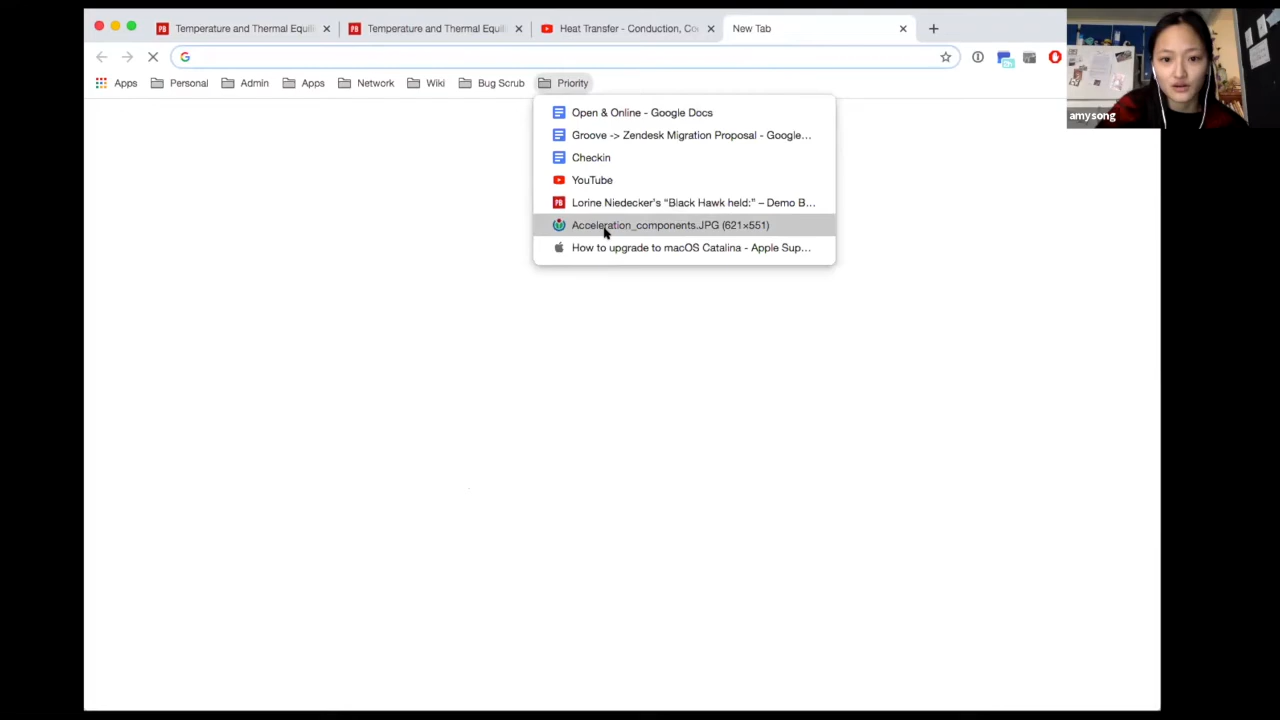 Temperature and Thermal Equili
Temperature and Thermal Equili
Heat Transfer - Conduction, Co
New Tab
Apps
Personal
Admin
Apps
Network
Wiki
Bug Scrub
Priority
amysong
Open & Online - Google Docs
Groove -> Zendesk Migration Proposal - Google...
Checkin
YouTube
Lorine Niedecker's “Black Hawk held:” – Demo B...
Acceleration_components.JPG (621×551)
How to upgrade to macOS Catalina - Apple Sup...